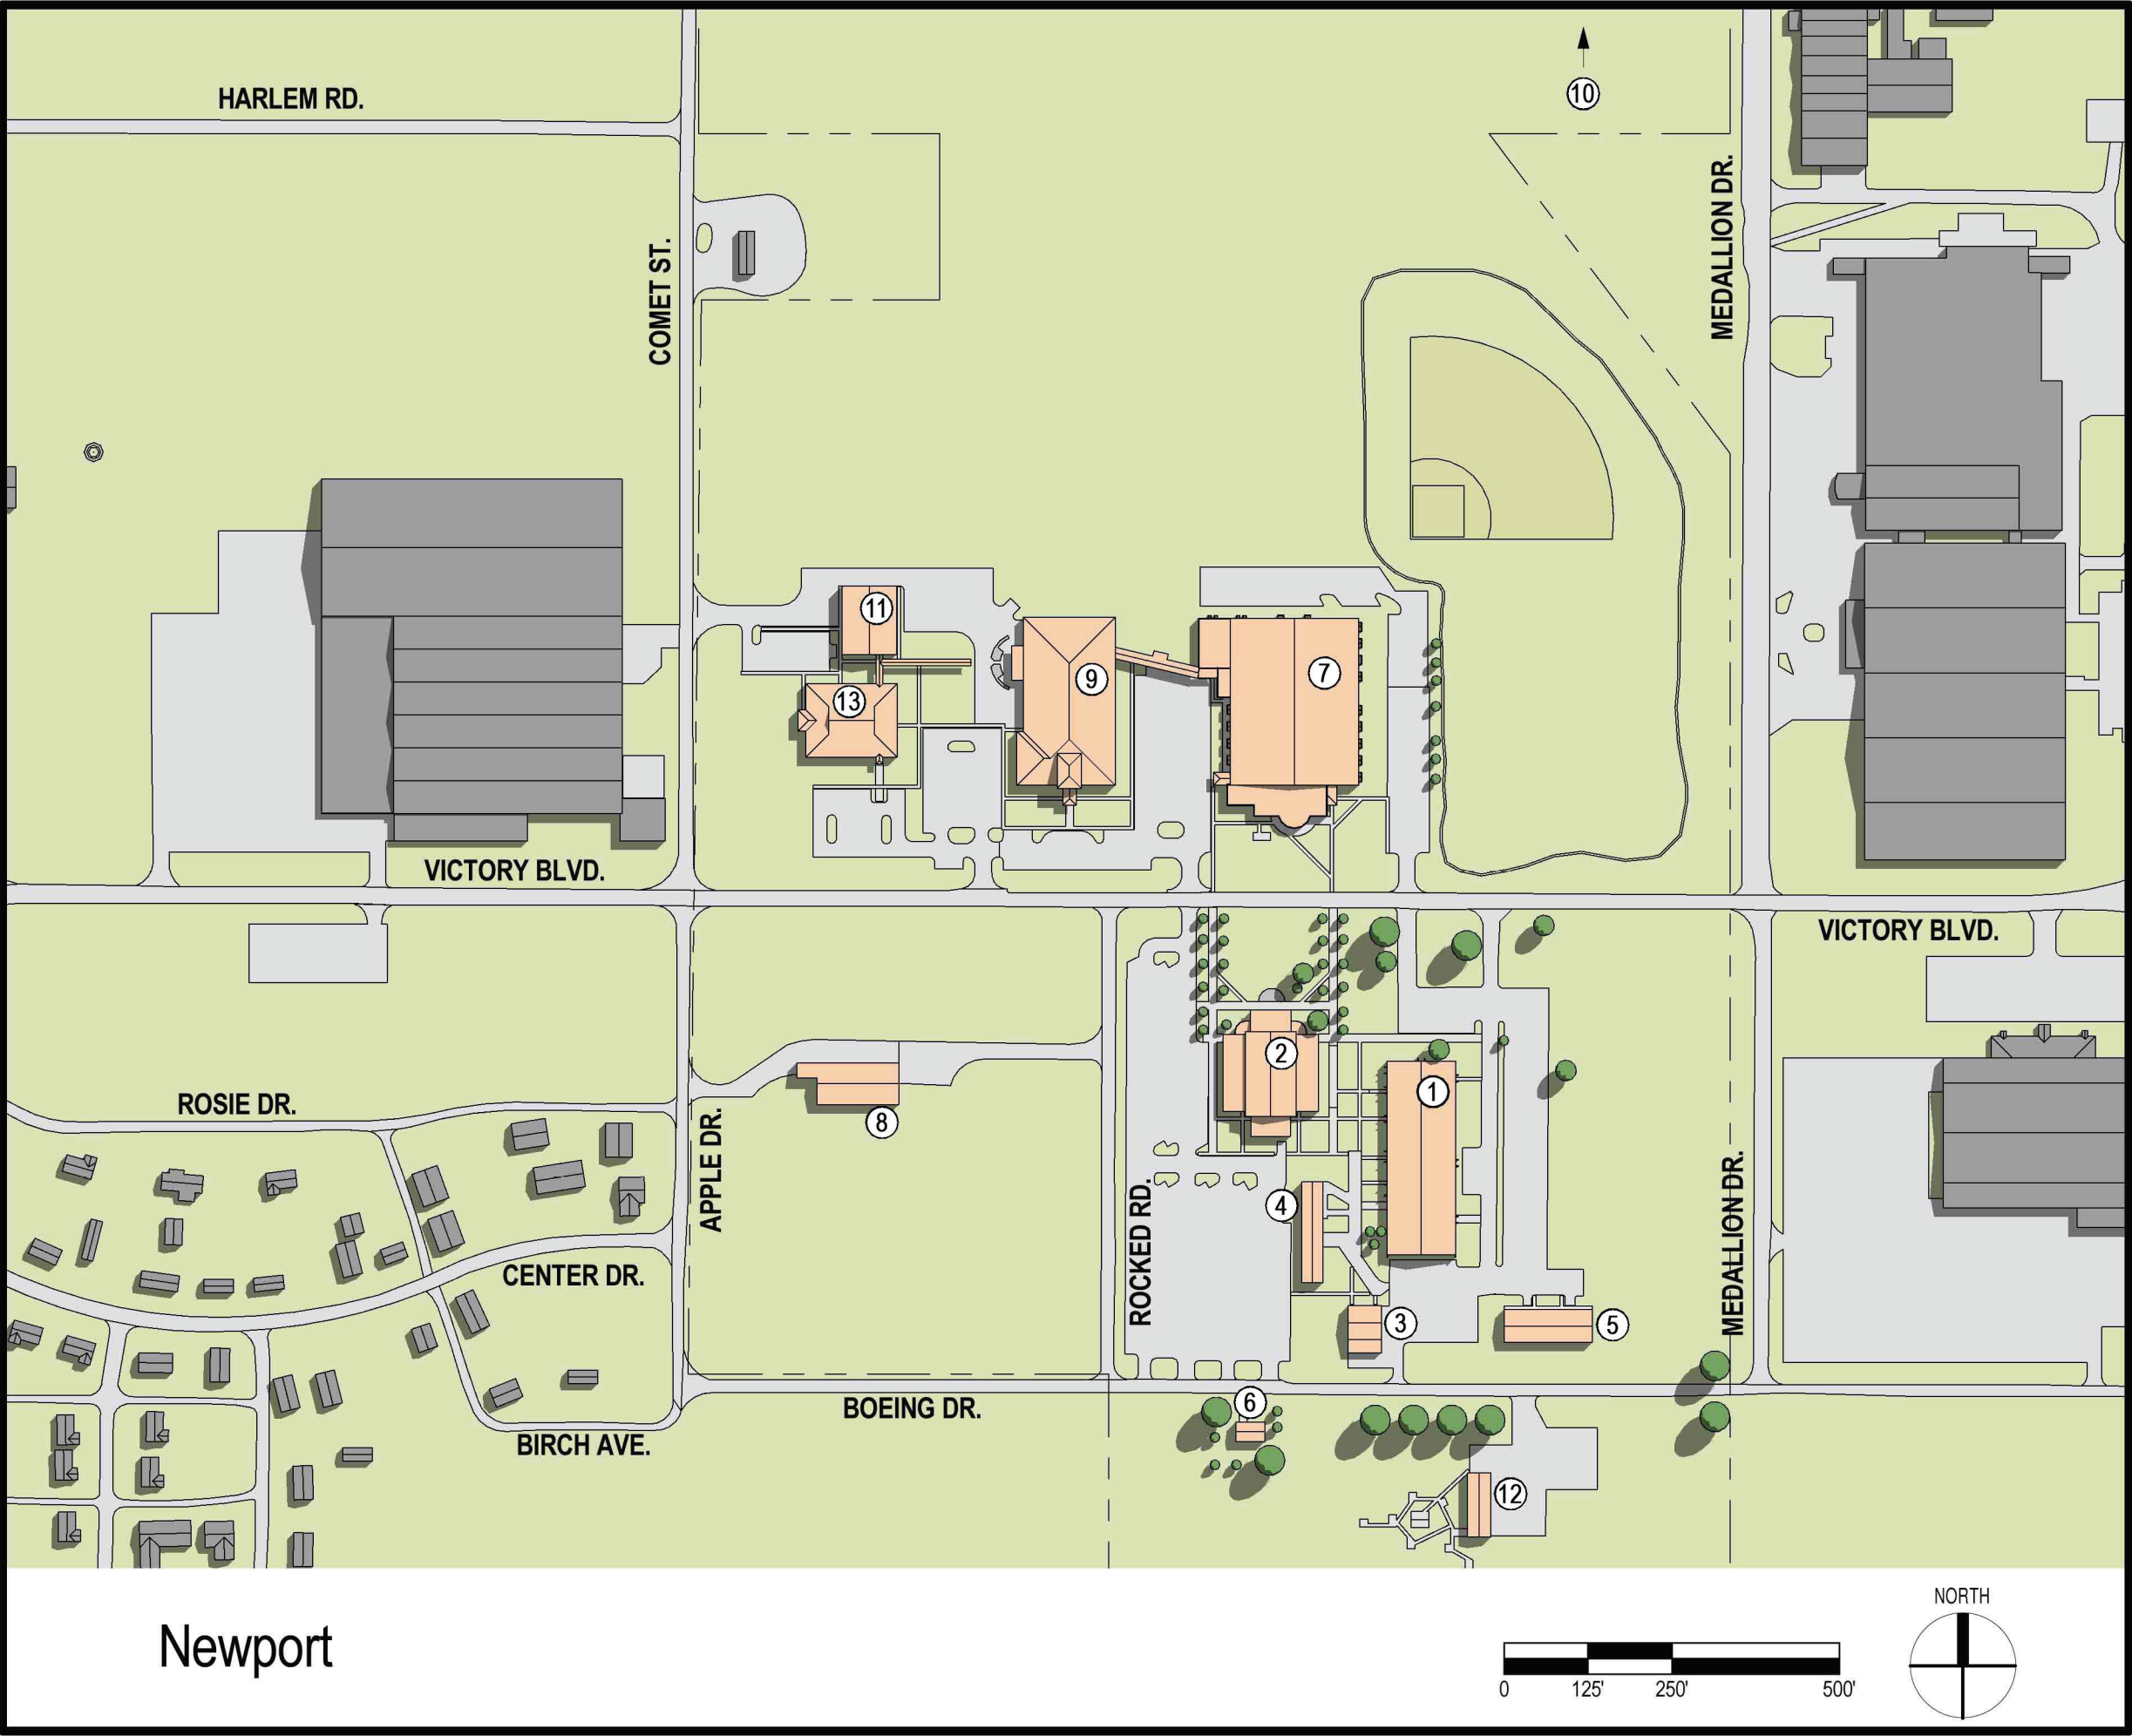 HARLEM RD.
10
MEDALLION DR.
COMET ST.
11
13
9
7
VICTORY BLVD.
VICTORY BLVD.
2
1
8
ROSIE DR.
APPLE DR.
4
ROCKED RD.
MEDALLION DR.
CENTER DR.
3
5
6
BOEING DR.
BIRCH AVE.
12
Newport
NORTH
0 125' 250' 500'